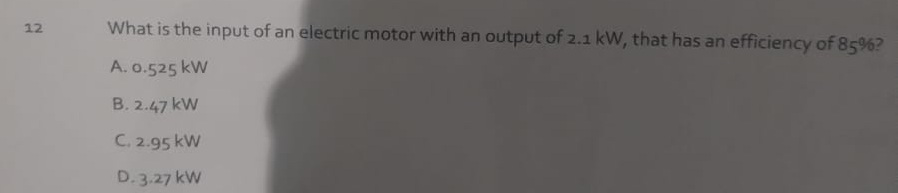 12 What is the input of an electric motor with an output of 2.1 kW, that has an efficiency of 85%?
A. 0.525 kW
B. 2.47 kW
C. 2.95 kW
D. 3.27 kW